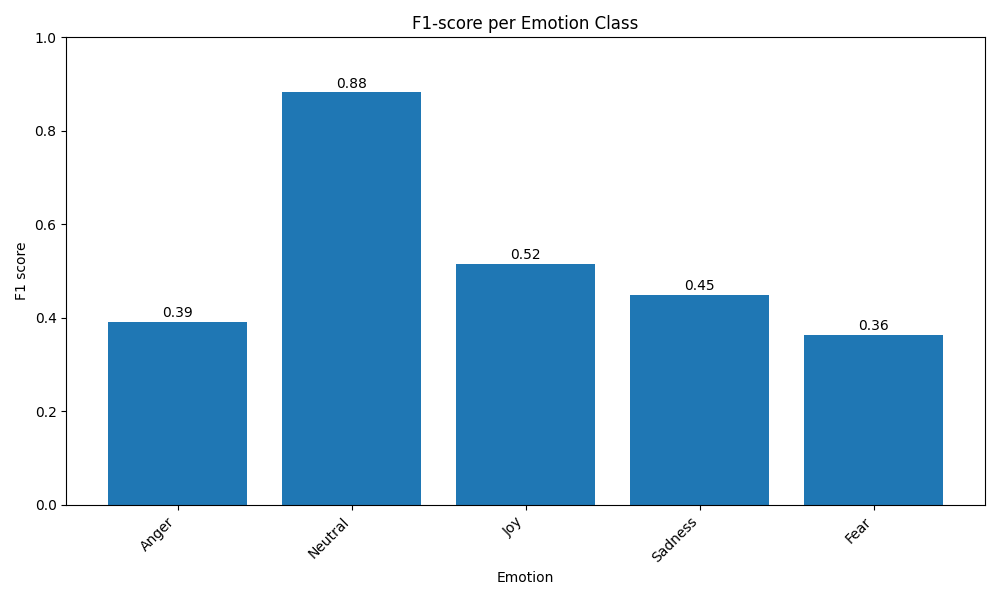 F1-score per Emotion Class
F1 score
1.0
0.8
0.6
0.4
0.2
0.0
0.39
0.88
0.52
0.45
0.36
Anger
Neutral
Joy
Sadness
Fear
Emotion